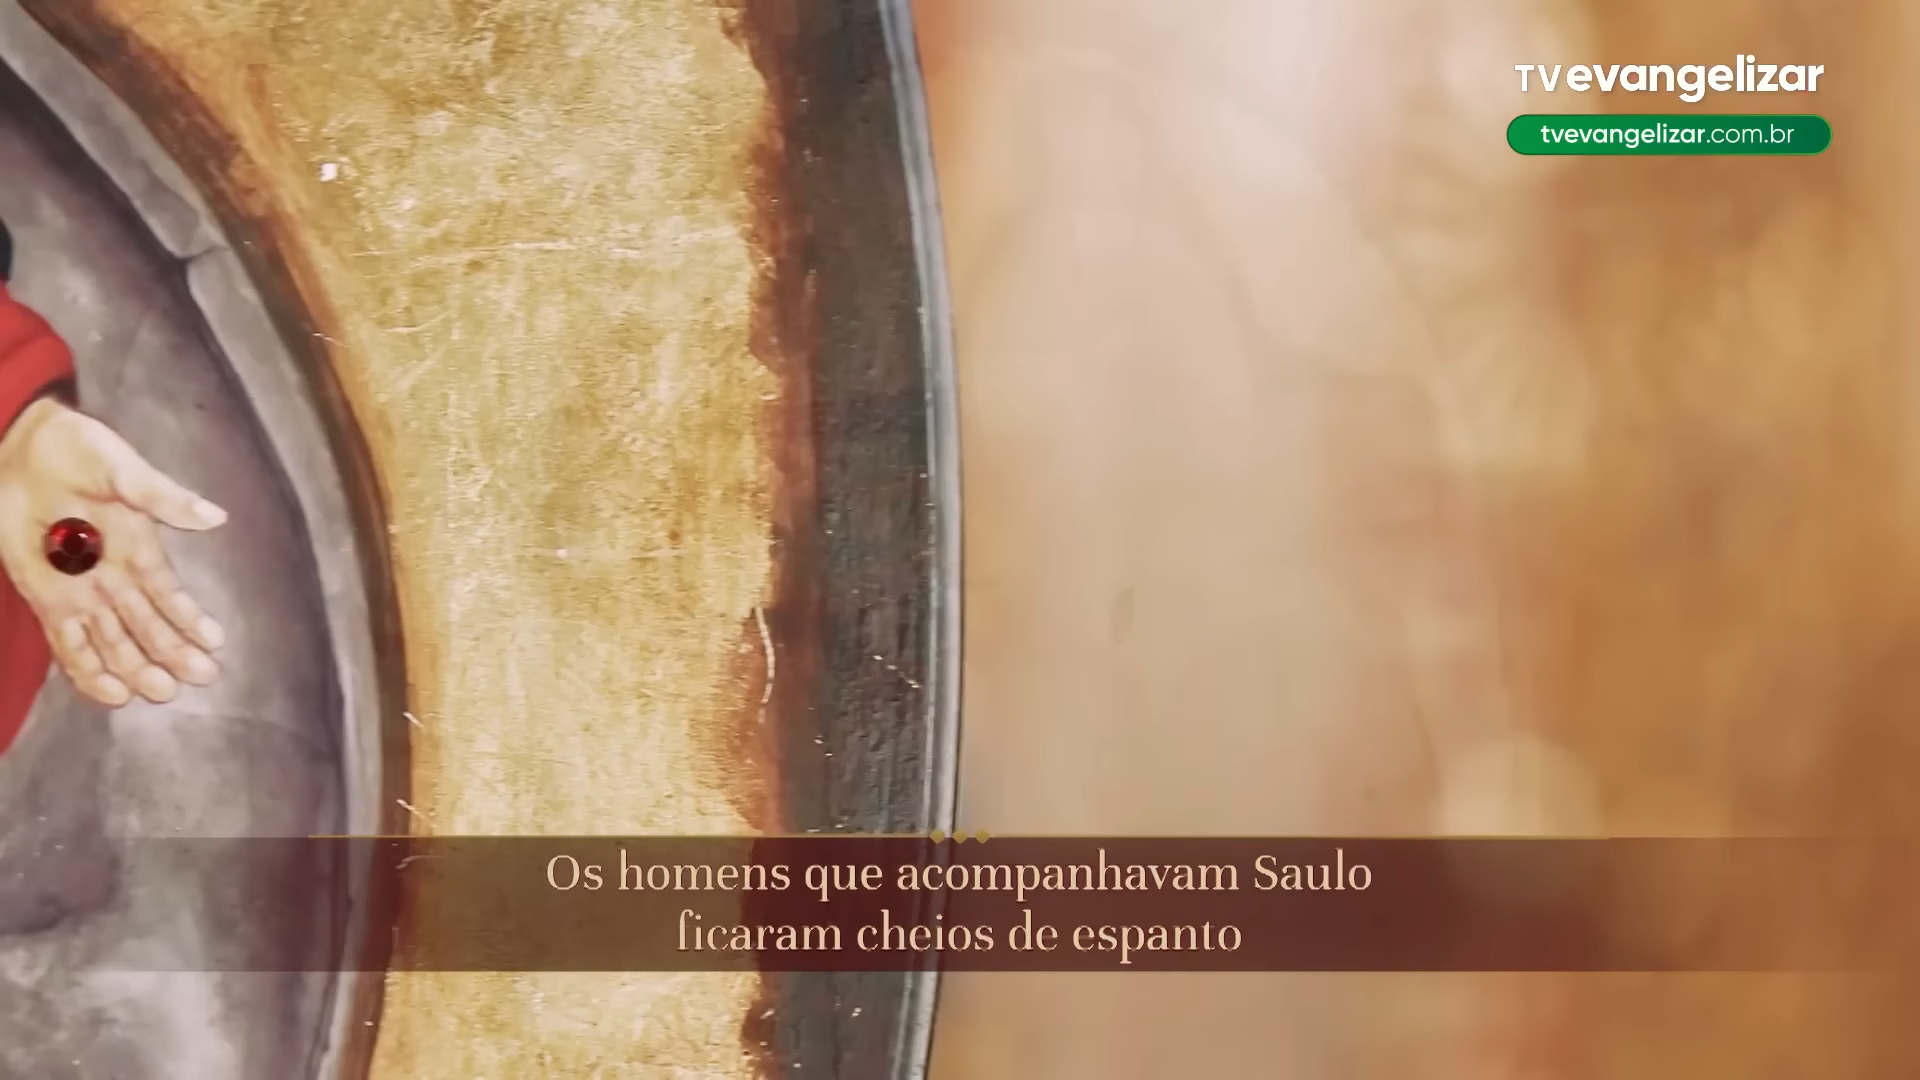 TVevangelizar
tvevangelizar.com.br
Os homens que acompanhavam Saulo
ficaram cheios de espanto